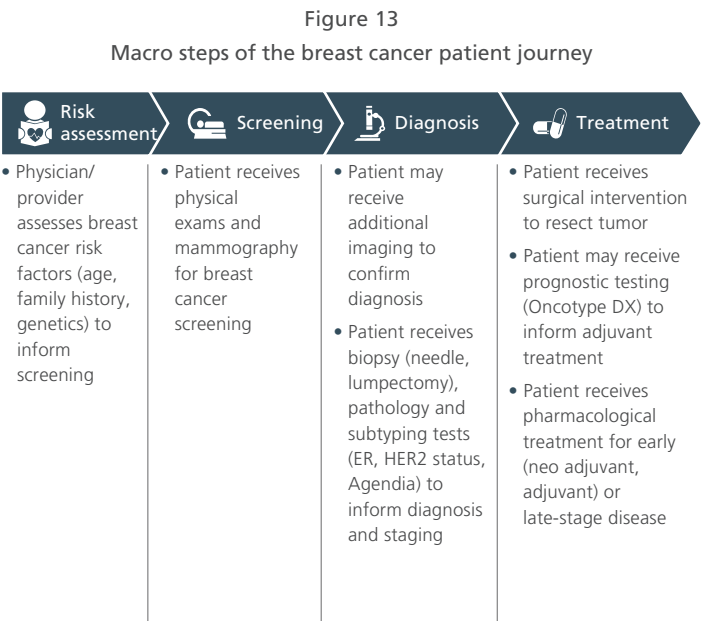 Figure 13
Macro steps of the breast cancer patient journey
Risk
assessment
Screening
Diagnosis
Treatment
• Physician/
provider
assesses breast
cancer risk
factors (age,
family history,
genetics) to
inform
screening
• Patient receives
physical
exams and
mammography
for breast
cancer
screening
• Patient may
receive
additional
imaging to
confirm
diagnosis
• Patient receives
biopsy (needle,
lumpectomy),
pathology and
subtyping tests
(ER, HER2 status,
Agendia) to
inform diagnosis
and staging
• Patient receives
surgical intervention
to resect tumor
• Patient may receive
prognostic testing
(Oncotype DX) to
inform adjuvant
treatment
• Patient receives
pharmacological
treatment for early
(neo adjuvant,
adjuvant) or
late-stage disease